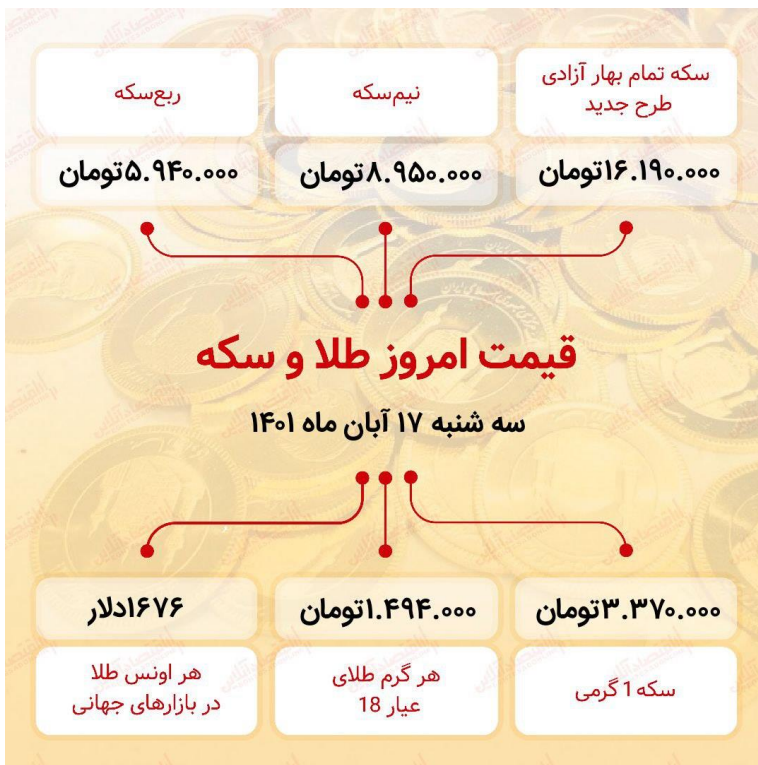 سکه تمام بهار آزادی
طرح جدید
نیم‌سکه
ربع‌سکه
۱۶.۱۹۰.۰۰۰تومان
۸.۹۵۰.۰۰۰تومان
۵.۹۴۰.۰۰۰تومان
قیمت امروز طلا و سکه
سه شنبه ۱۷ آبان ماه ۱۴۰۱
۳.۳۷۰.۰۰۰تومان
۱.۴۹۴.۰۰۰تومان
۱۶۷۶دلار
سکه 1 گرمی
هر گرم طلای
عیار 18
هر اونس طلا
در بازارهای جهانی